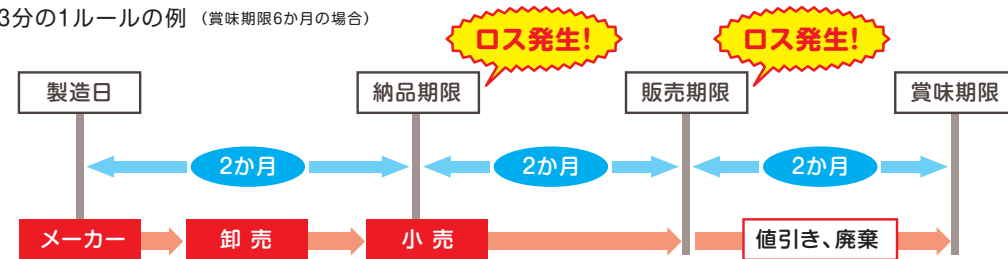 3分の1ルールの例 (賞味期限6か月の場合)
ロス発生! ロス発生!
製造日 納品期限 販売期限 賞味期限
2か月 2か月 2か月
メーカー 卸売 小売 値引き、廃棄